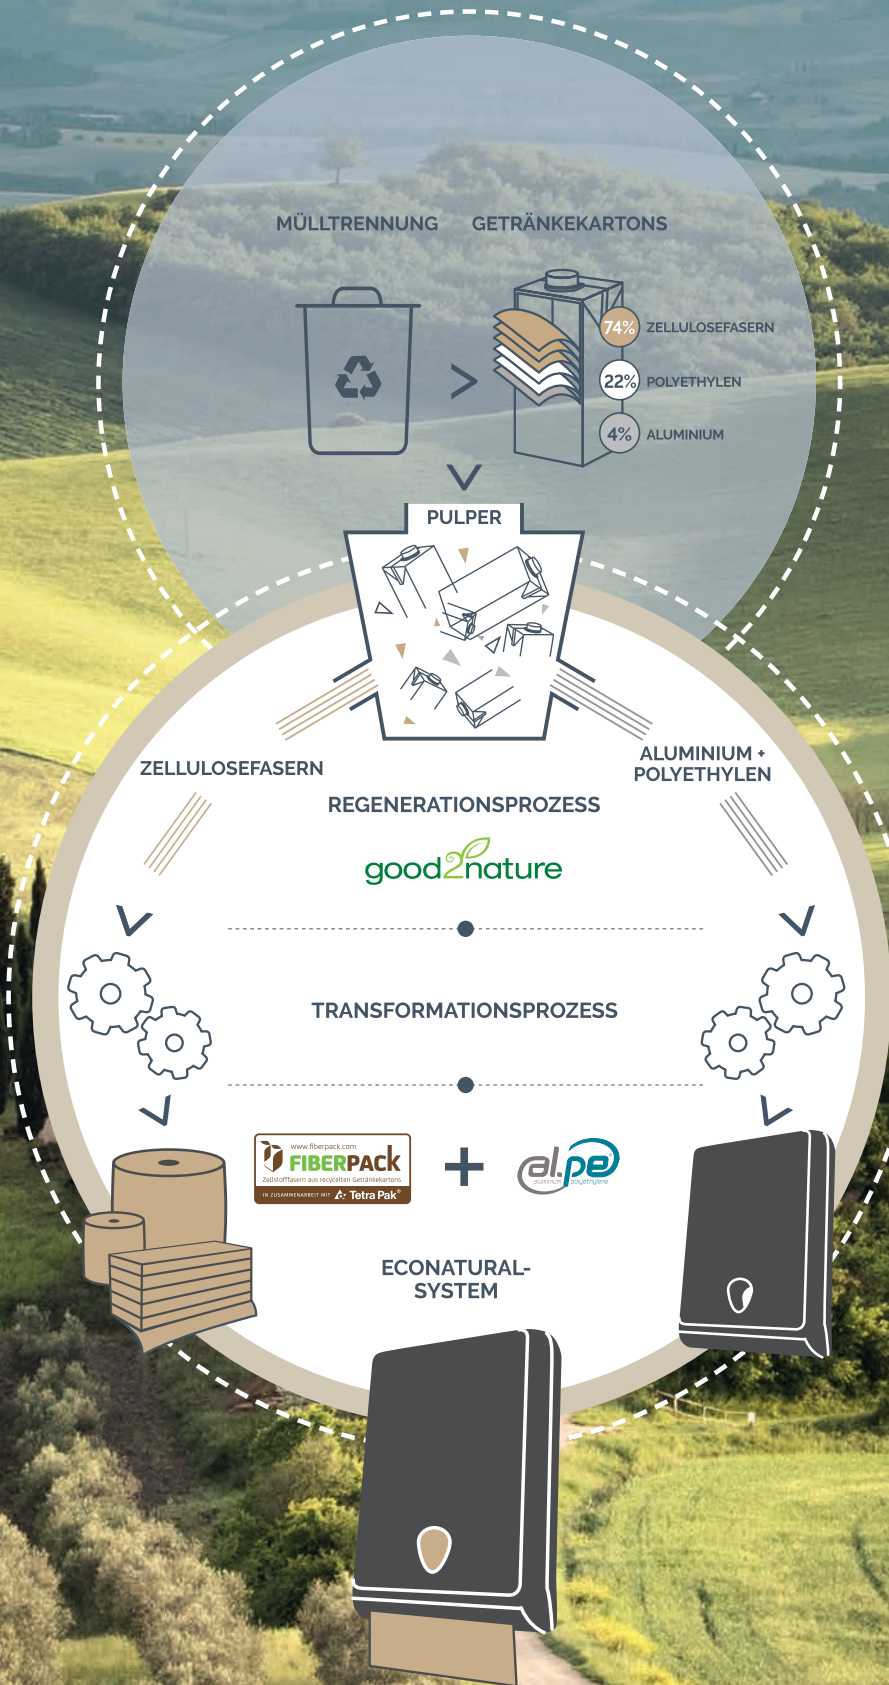 MÜLLTRENNUNG
GETRÄNKEKARTONS
74% ZELLULOSEFASERN
22% POLYETHYLEN
4% ALUMINIUM
PULPER
ZELLULOSEFASERN
ALUMINIUM +
POLYETHYLEN
REGENERATIONSPROZESS
good2nature
TRANSFORMATIONSPROZESS
www.fiberpack.com
FIBERPACK
Zellstofffasern aus recycelten Getränkekartons
IN ZUSAMMENARBEIT MIT Tetra Pak®
+
al.pe®
aluminium polyethylene
ECONATURAL-
SYSTEM